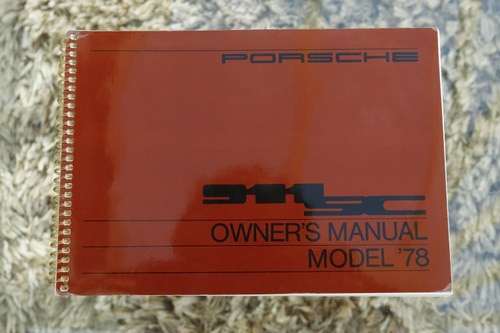 PORSCHE
911SC
OWNER'S MANUAL
MODEL '78